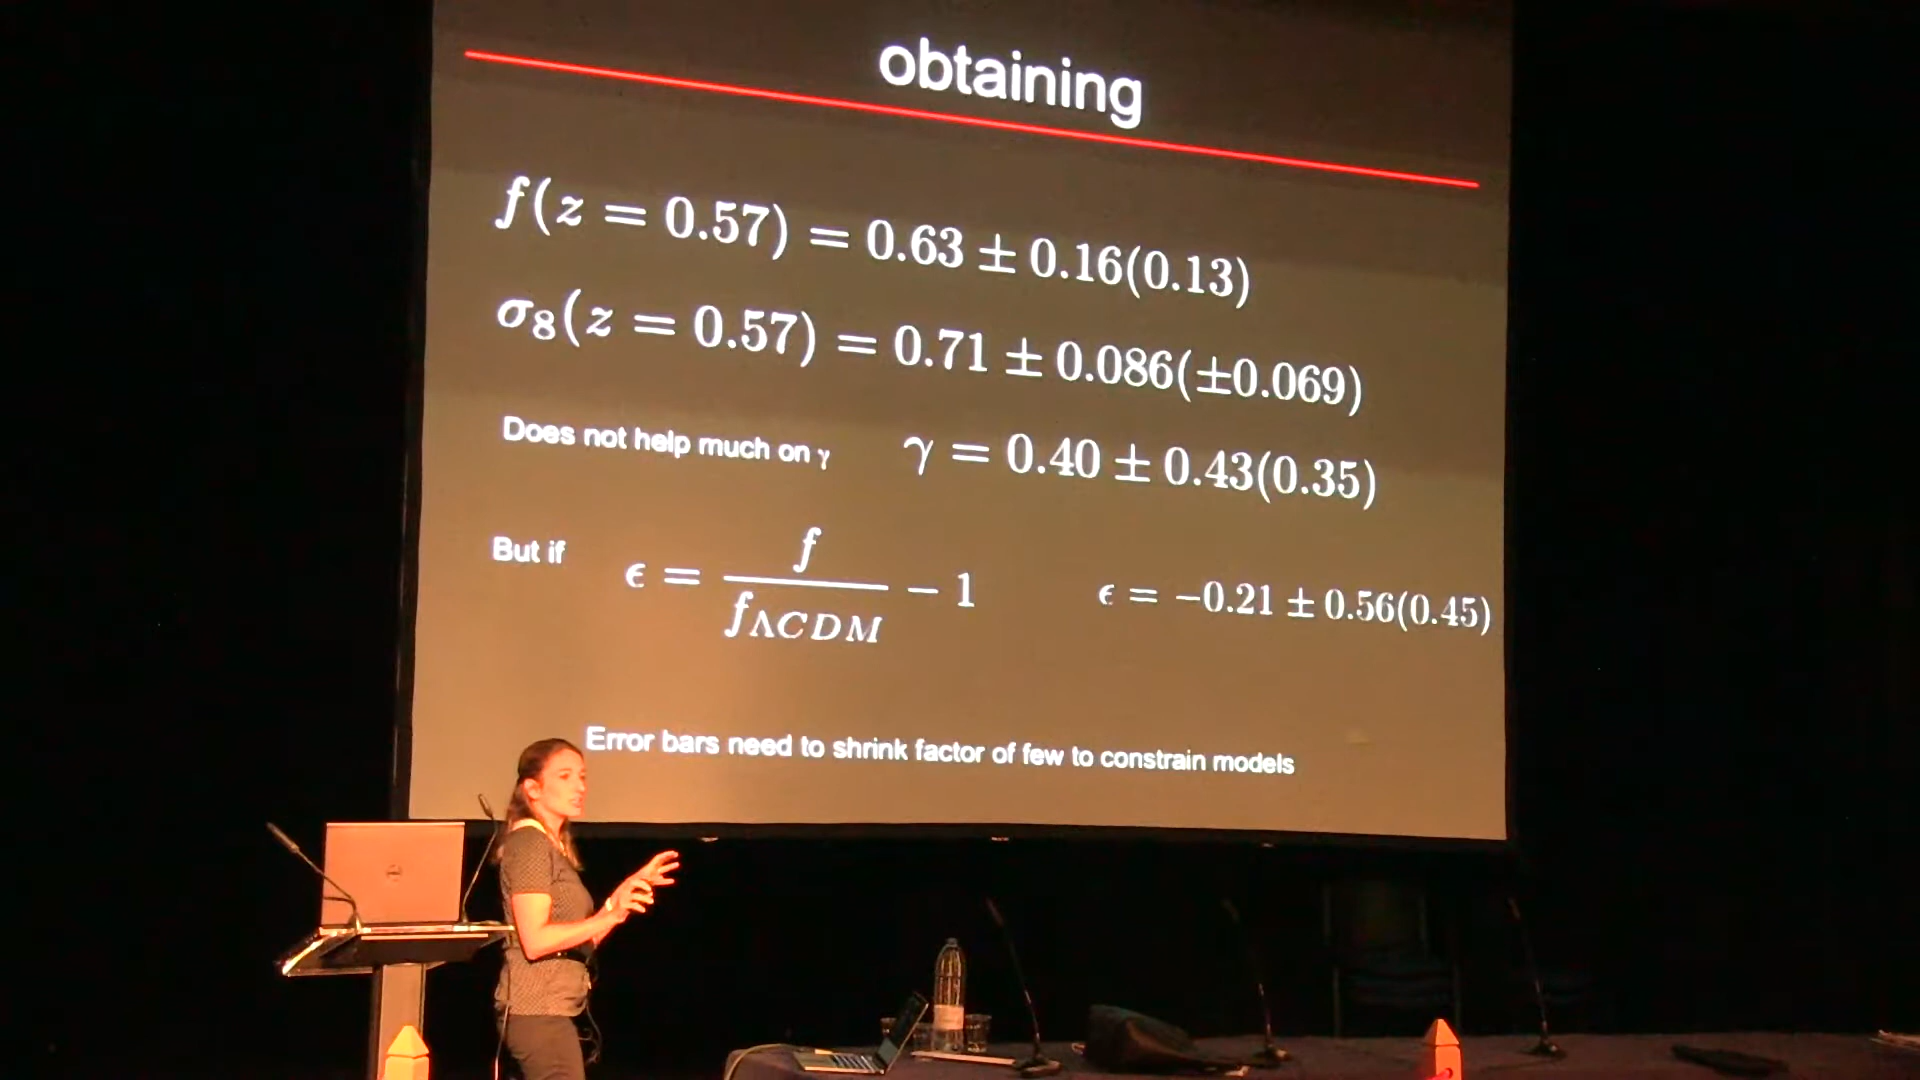 obtaining
f(z = 0.57) = 0.63 ± 0.16(0.13)
σ₈(z = 0.57) = 0.71 ± 0.086(±0.069)
Does not help much on γ γ = 0.40 ± 0.43(0.35)
But if ϵ = f / f_ΛCDM − 1 ϵ = −0.21 ± 0.56(0.45)
Error bars need to shrink factor of few to constrain models